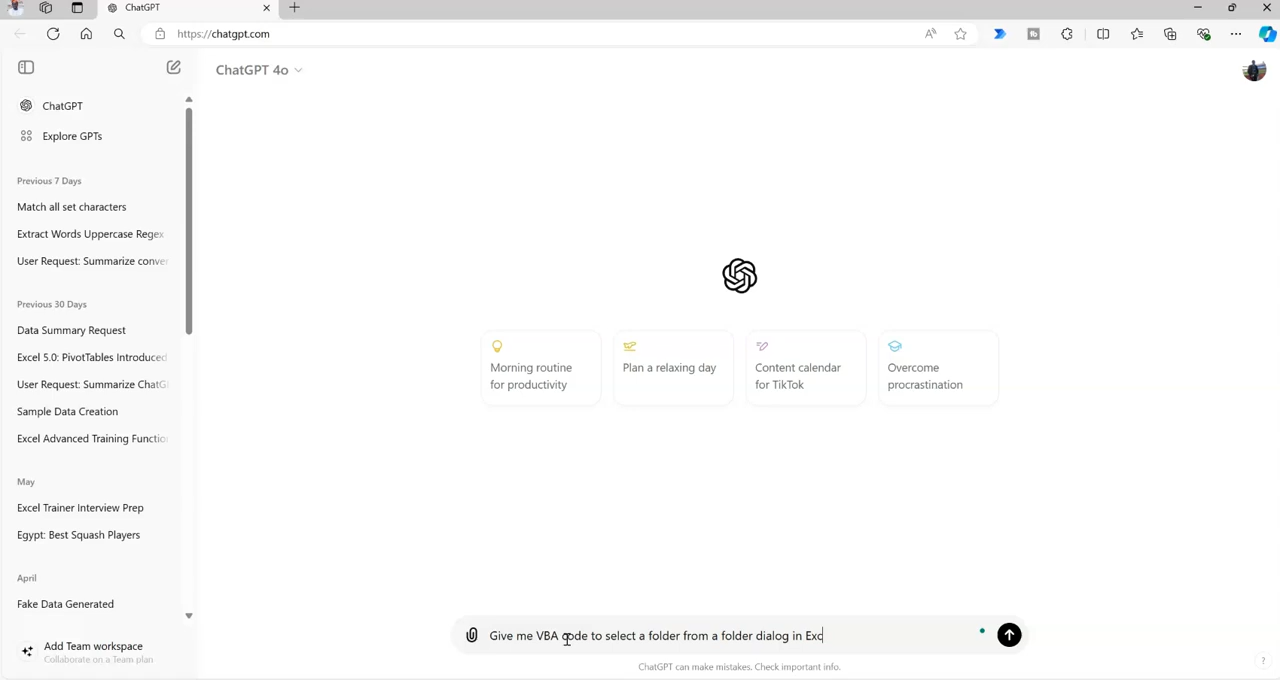 ChatGPT
https://chatgpt.com
ChatGPT 4o
ChatGPT
Explore GPTs
Previous 7 Days
Match all set characters
Extract Words Uppercase Regex
User Request: Summarize conve
Previous 30 Days
Data Summary Request
Excel 5.0: PivotTables Introduced
User Request: Summarize ChatG
Sample Data Creation
Excel Advanced Training Functio
May
Excel Trainer Interview Prep
Egypt: Best Squash Players
April
Fake Data Generated
Add Team workspace
Collaborate on a Team plan
Morning routine
for productivity
Plan a relaxing day
Content calendar
for TikTok
Overcome
procrastination
Give me VBA code to select a folder from a folder dialog in Exc
ChatGPT can make mistakes. Check important info.
?